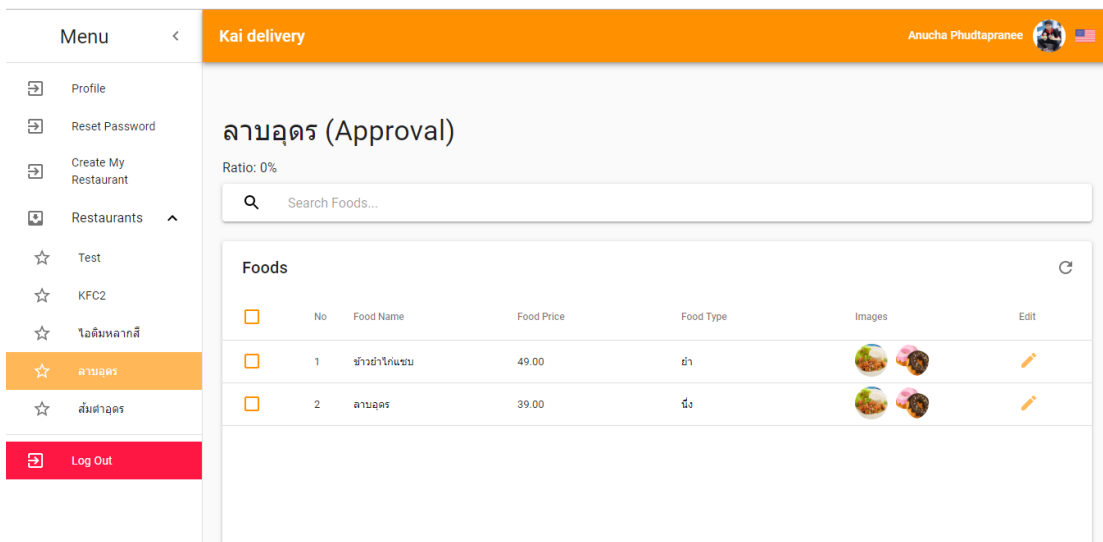 Menu
Kai delivery
Anucha Phudtapranee
Profile
Reset Password
Create My
Restaurant
Restaurants
Test
KFC2
ไอติมหลากสี
ลาบอุดร
ส้มตำอุดร
Log Out
ลาบอุดร (Approval)
Ratio: 0%
Search Foods...
Foods
No Food Name Food Price Food Type Images Edit
1 ข้าวยำไก่แซบ 49.00 ยำ
2 ลาบอุดร 39.00 นึ่ง